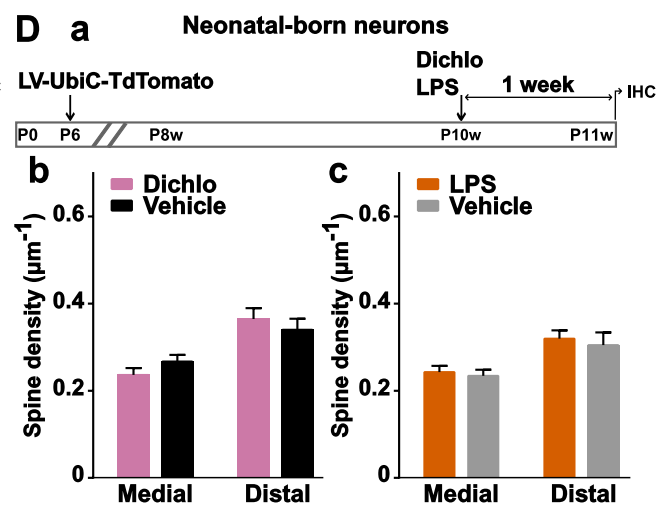 D a Neonatal-born neurons
LV-UbiC-TdTomato
Dichlo
LPS
1 week
IHC
P0 P6 P8w P10w P11w
b
Dichlo
Vehicle
Spine density (µm⁻¹)
0.6
0.4
0.2
0
Medial Distal
c
LPS
Vehicle
Spine density (µm⁻¹)
0.6
0.4
0.2
0
Medial Distal